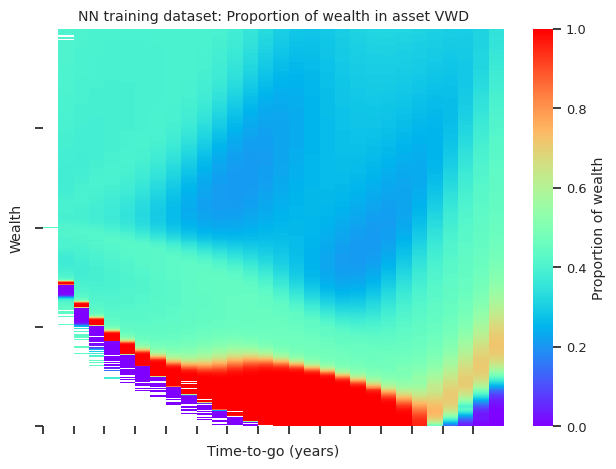 NN training dataset: Proportion of wealth in asset VWD
Wealth
Time-to-go (years)
1.0
0.8
0.6
0.4
0.2
0.0
Proportion of wealth